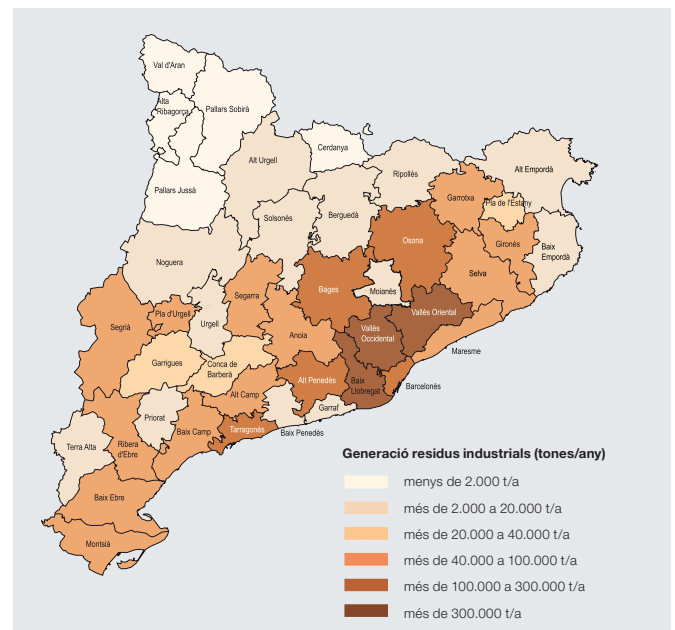 Val d'Aran
Alta
Ribagorça
Pallars Sobirà
Cerdanya
Alt Urgell
Ripollès
Alt Empordà
Pallars Jussà
Garrotxa
Pla de l'Estany
Solsonés
Berguedà
Osona
Gironès
Baix
Empordà
Noguera
Selva
Bages
Moianès
Segarra
Vallès Oriental
Segrià
Pla d'Urgell
Urgell
Anoia
Vallès
Occidental
Maresme
Garrigues
Conca de
Barberà
Alt Penedès
Baix
Llobregat
Barcelonès
Alt Camp
Garraf
Priorat
Baix Camp
Tarragonés
Baix Penedès
Terra Alta
Ribera
d'Ebre
Baix Ebre
Montsià
Generació residus industrials (tones/any)
menys de 2.000 t/a
més de 2.000 a 20.000 t/a
més de 20.000 a 40.000 t/a
més de 40.000 a 100.000 t/a
més de 100.000 a 300.000 t/a
més de 300.000 t/a